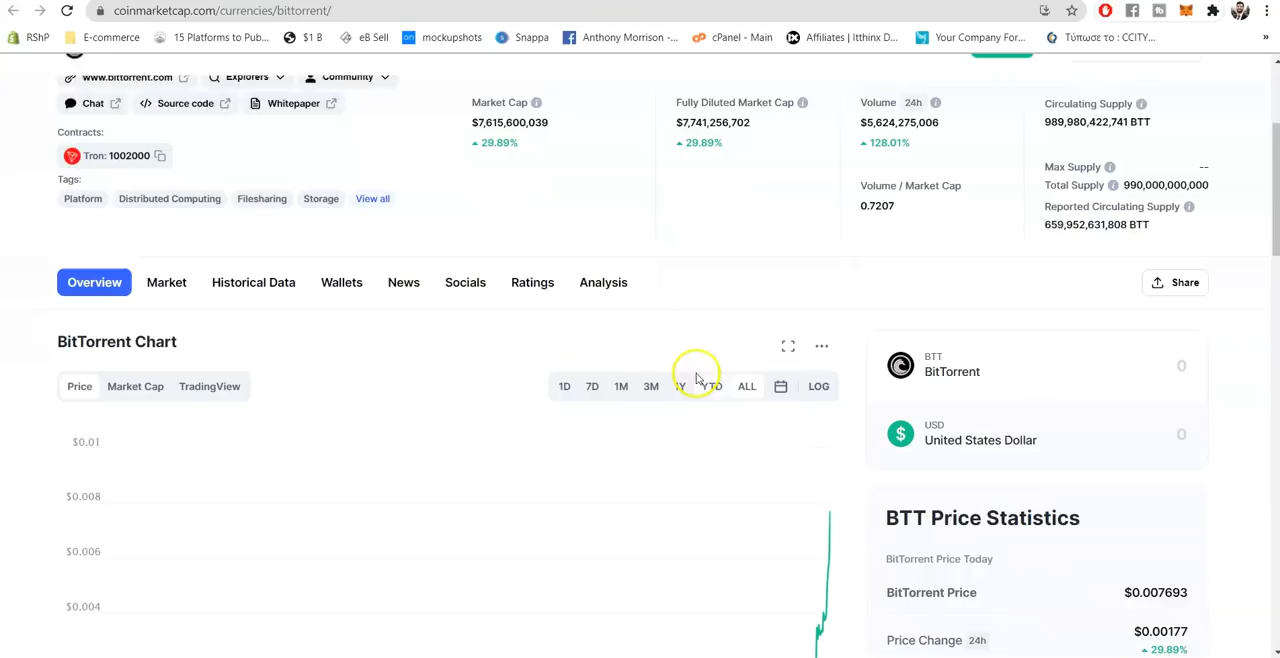 coinmarketcap.com/currencies/bittorrent/
RShP E-commerce 15 Platforms to Pub... $1 B eB Sell mockupshots Snappa Anthony Morrison -... cPanel - Main Affiliates | Itthinx D... Your Company For... Τύπωσε το : CCITY... »
www.bittorrent.com Explorers Community
Chat Source code Whitepaper
Contracts:
Tron: 1002000
Tags:
Platform Distributed Computing Filesharing Storage View all
Market Cap
$7,615,600,039
29.89%
Fully Diluted Market Cap
$7,741,256,702
29.89%
Volume 24h
$5,624,275,006
128.01%
Volume / Market Cap
0.7207
Circulating Supply
989,980,422,741 BTT
Max Supply --
Total Supply 990,000,000,000
Reported Circulating Supply
659,952,631,808 BTT
Overview Market Historical Data Wallets News Socials Ratings Analysis Share
BitTorrent Chart
Price Market Cap TradingView 1D 7D 1M 3M 1Y YTD ALL LOG
$0.01
$0.008
$0.006
$0.004
BTT
BitTorrent 0
USD
United States Dollar 0
BTT Price Statistics
BitTorrent Price Today
BitTorrent Price $0.007693
Price Change 24h $0.00177
29.89%